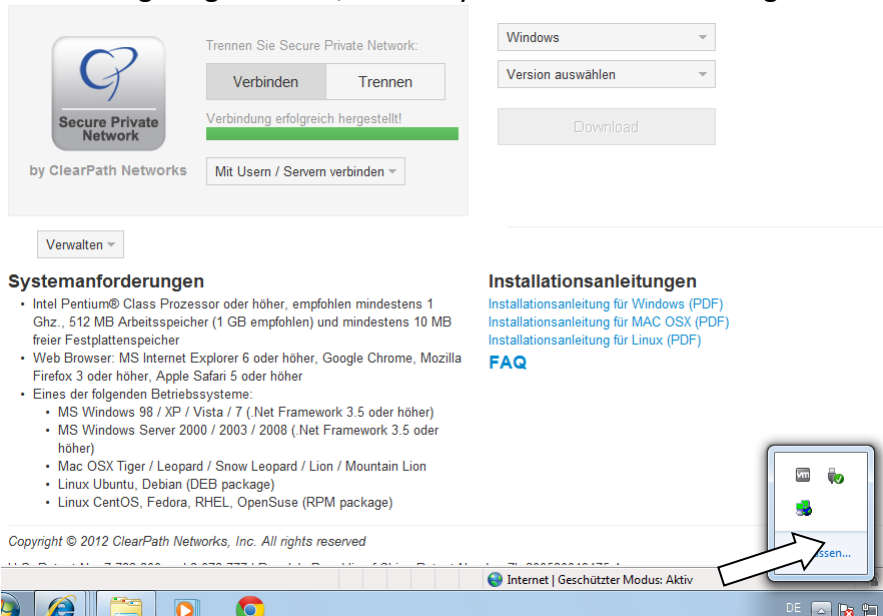 Trennen Sie Secure Private Network:
Verbinden
Trennen
Verbindung erfolgreich hergestellt!
Mit Usern / Servern verbinden
Secure Private
Network
by ClearPath Networks
Windows
Version auswählen
Download
Verwalten
Systemanforderungen
• Intel Pentium® Class Prozessor oder höher, empfohlen mindestens 1
Ghz., 512 MB Arbeitsspeicher (1 GB empfohlen) und mindestens 10 MB
freier Festplattenspeicher
• Web Browser: MS Internet Explorer 6 oder höher, Google Chrome, Mozilla
Firefox 3 oder höher, Apple Safari 5 oder höher
• Eines der folgenden Betriebssysteme:
• MS Windows 98 / XP / Vista / 7 (.Net Framework 3.5 oder höher)
• MS Windows Server 2000 / 2003 / 2008 (.Net Framework 3.5 oder
höher)
• Mac OSX Tiger / Leopard / Snow Leopard / Lion / Mountain Lion
• Linux Ubuntu, Debian (DEB package)
• Linux CentOS, Fedora, RHEL, OpenSuse (RPM package)
Installationsanleitungen
Installationsanleitung für Windows (PDF)
Installationsanleitung für MAC OSX (PDF)
Installationsanleitung für Linux (PDF)
FAQ
vm
Copyright © 2012 ClearPath Networks, Inc. All rights reserved
Internet | Geschützter Modus: Aktiv
DE